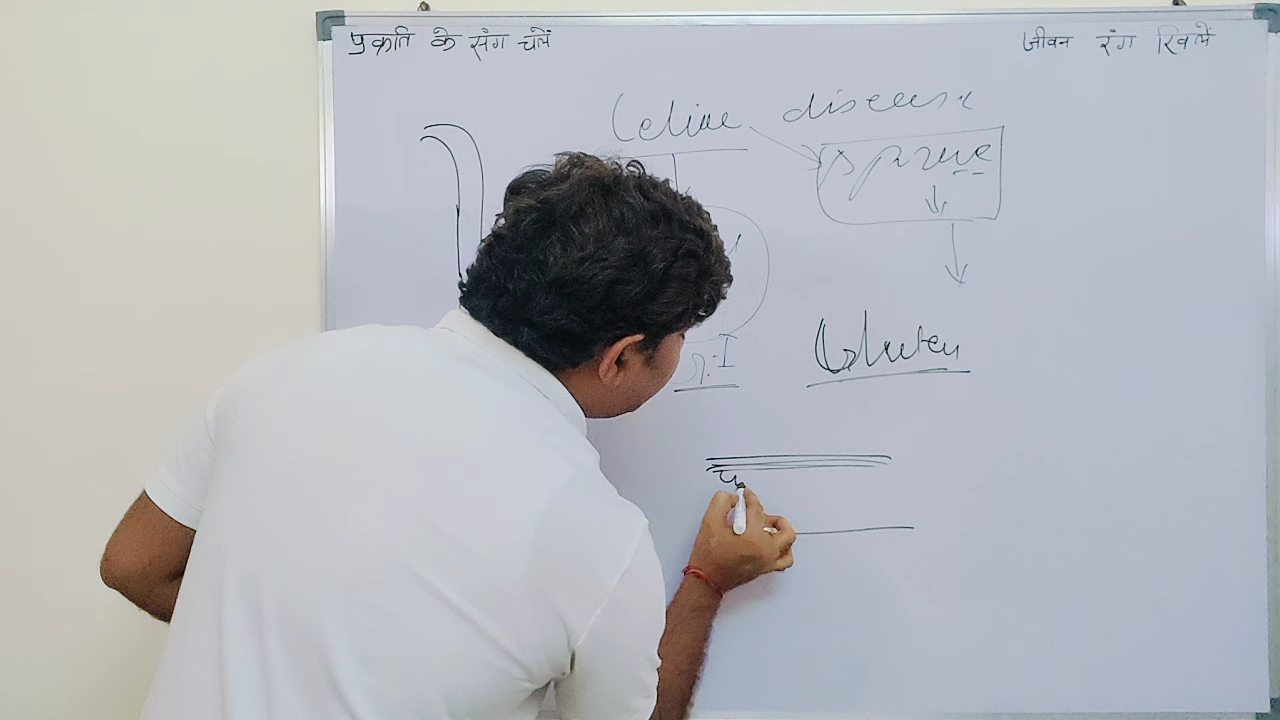 प्रकृति के संग चलें
जीवन रंग खिलें
Celiac disease
sprue
Gluten